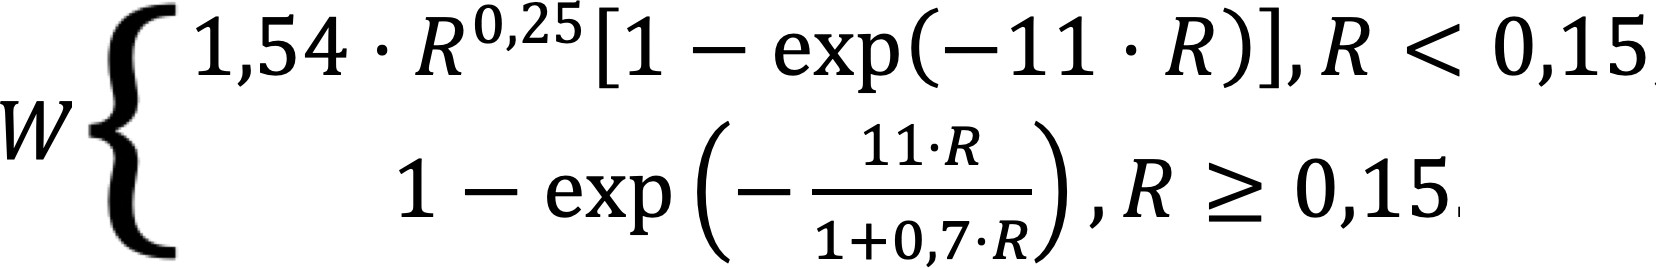 W{ 1,54 · R^0,25[1 − exp(−11 · R)], R < 0,15,
1 − exp(− 11·R / 1+0,7·R), R ≥ 0,15.